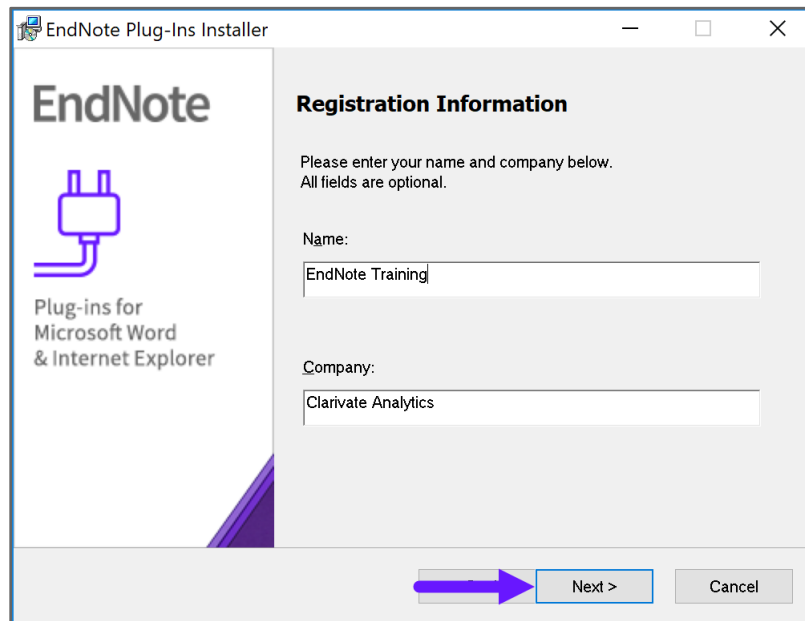 EndNote Plug-Ins Installer
EndNote
Plug-ins for
Microsoft Word
& Internet Explorer
Registration Information
Please enter your name and company below.
All fields are optional.
Name:
EndNote Training
Company:
Clarivate Analytics
Next >
Cancel